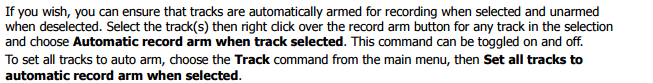 If you wish, you can ensure that tracks are automatically armed for recording when selected and unarmed
when deselected. Select the track(s) then right click over the record arm button for any track in the selection
and choose Automatic record arm when track selected. This command can be toggled on and off.
To set all tracks to auto arm, choose the Track command from the main menu, then Set all tracks to
automatic record arm when selected.